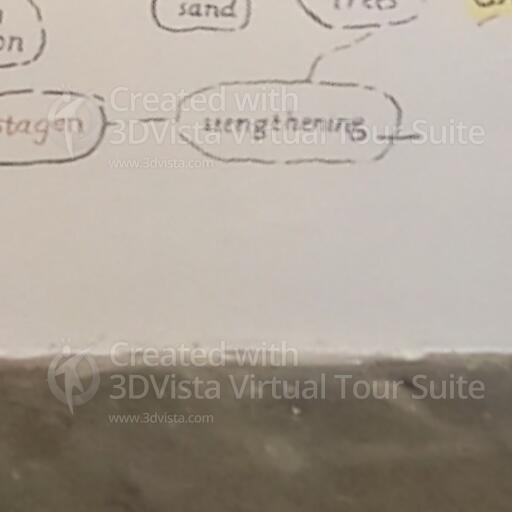 sand
Trees
on
stagen
strengthening
Created with
3DVista Virtual Tour Suite
www.3dvista.com
Created with
3DVista Virtual Tour Suite
www.3dvista.com